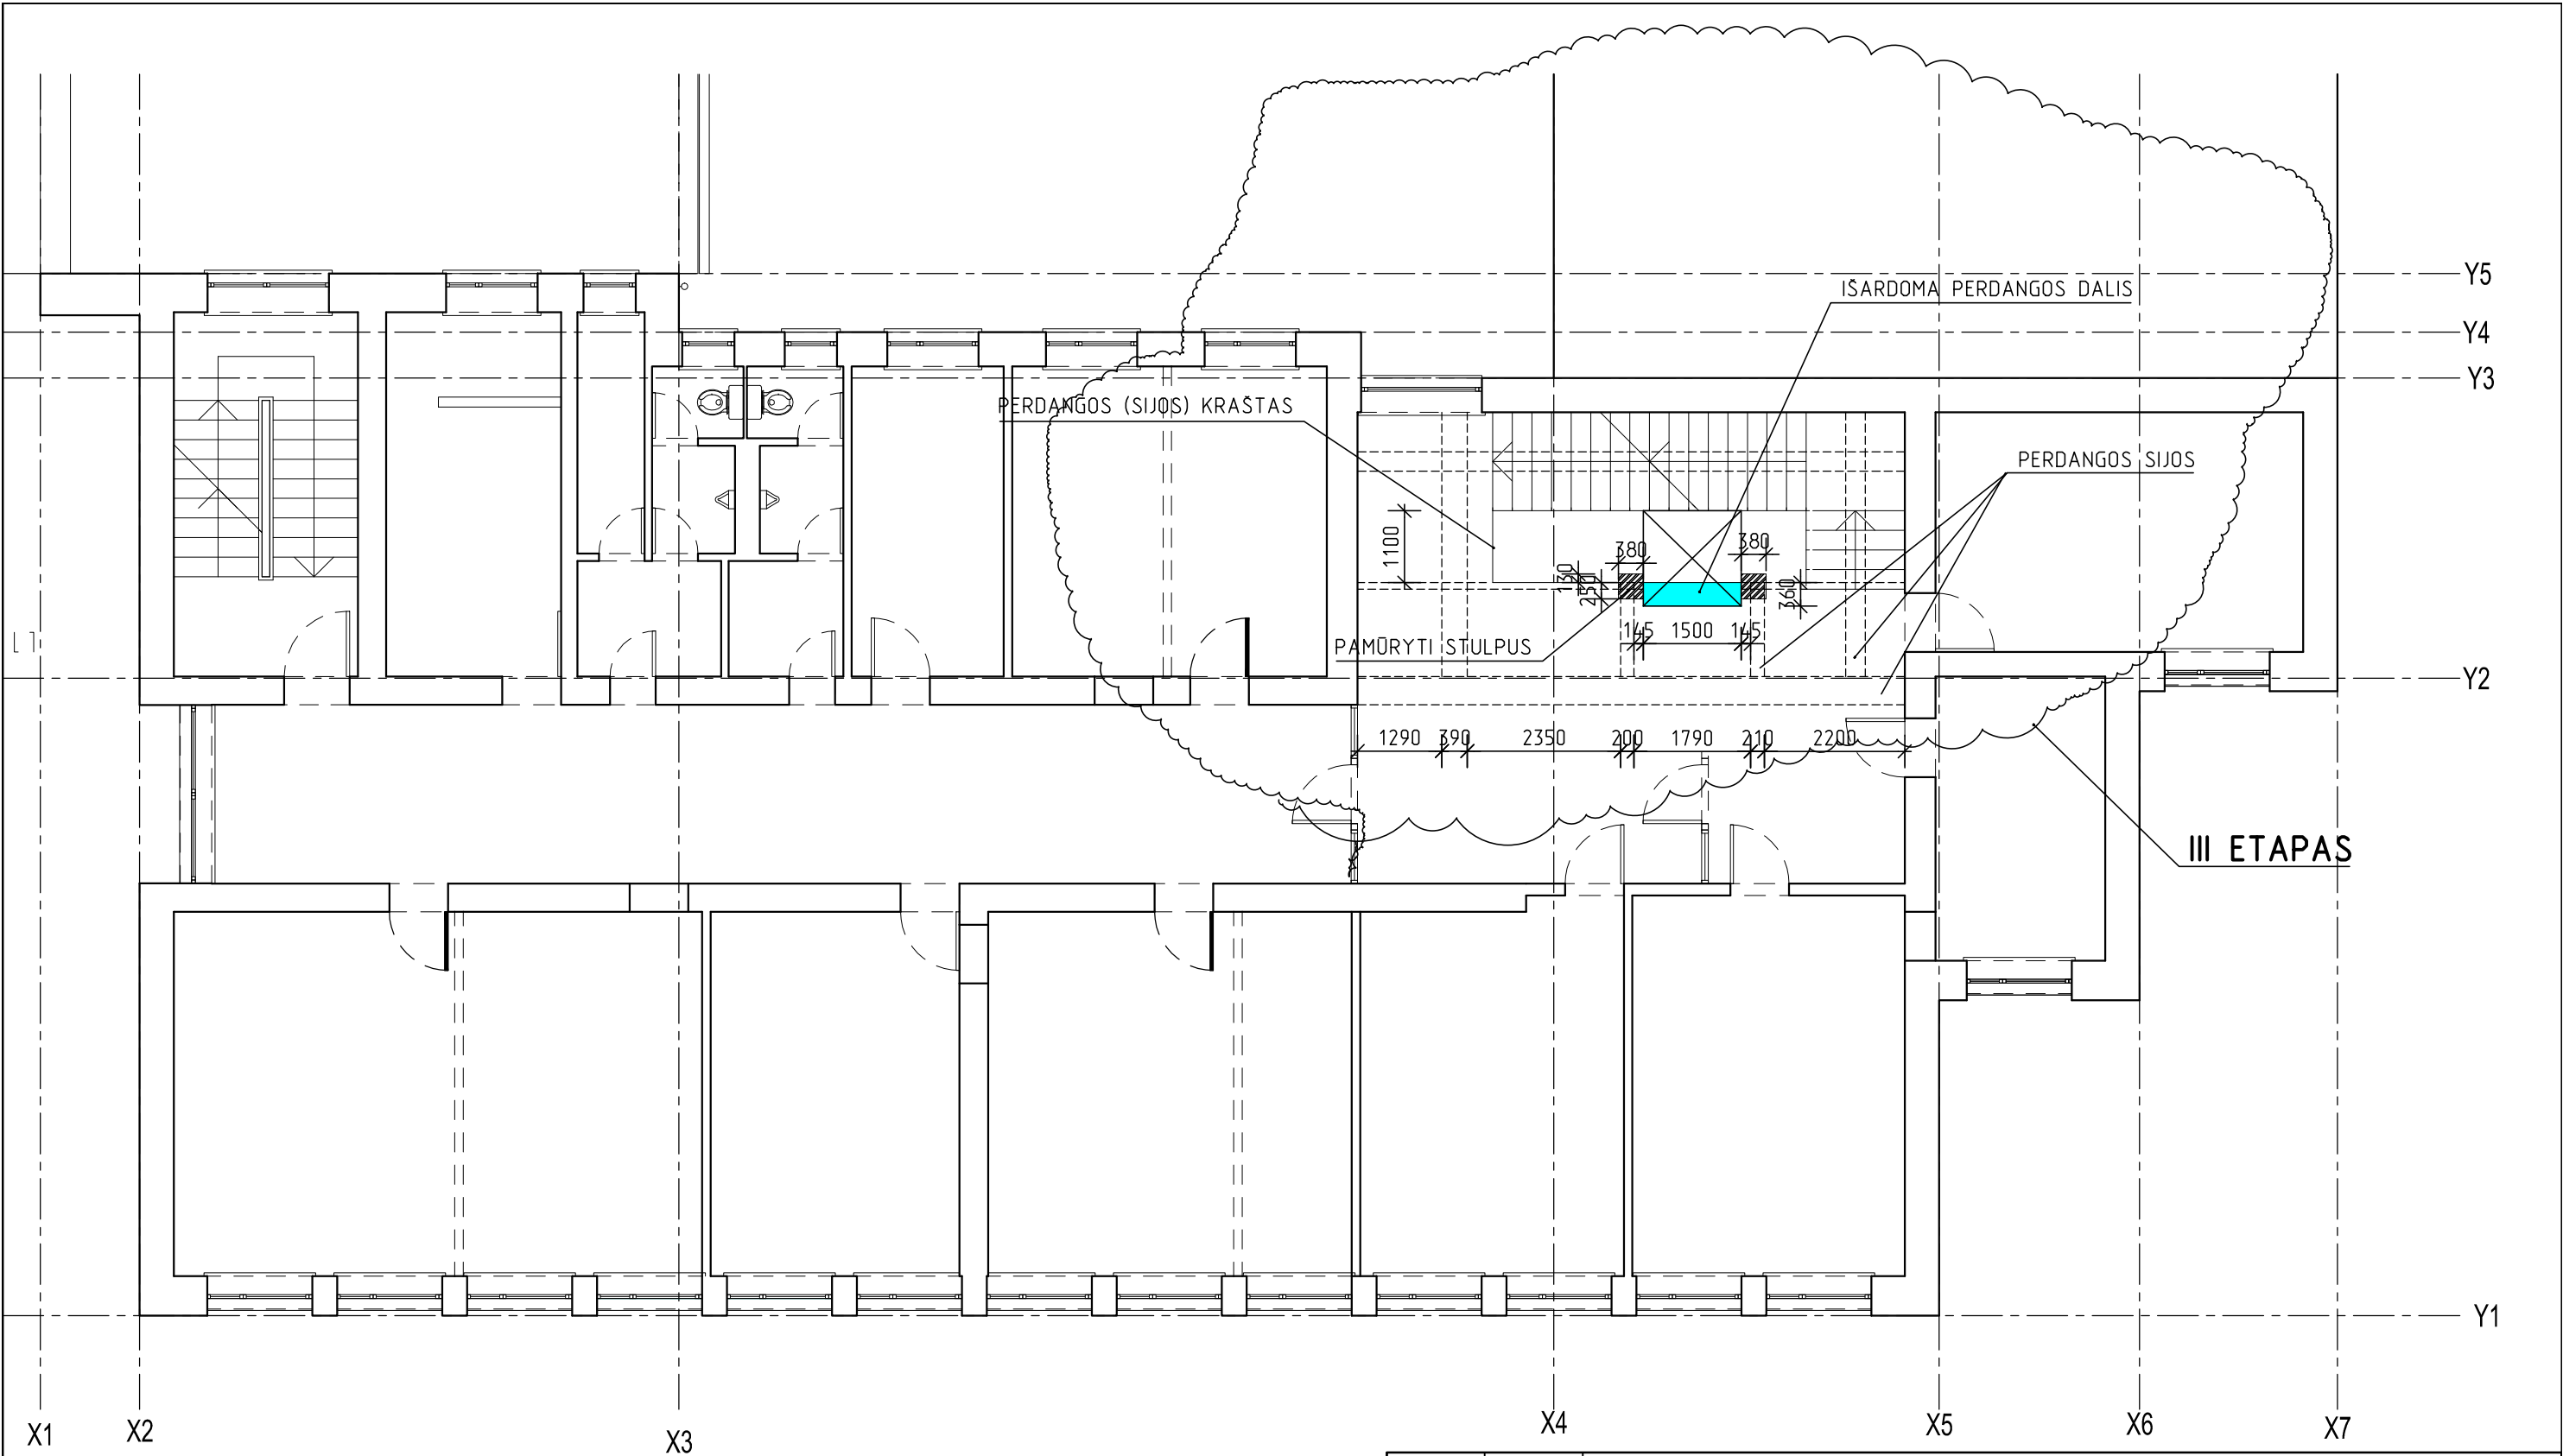 Y5
IŠARDOMA PERDANGOS DALIS
Y4
Y3
PERDANGOS (SIJOS) KRAŠTAS
PERDANGOS SIJOS
1100
380
380
130
250
360
145 1500 145
PAMŪRYTI STULPUS
Y2
1290 390 2350 200 1790 210 2200
III ETAPAS
Y1
X1 X2 X3 X4 X5 X6 X7